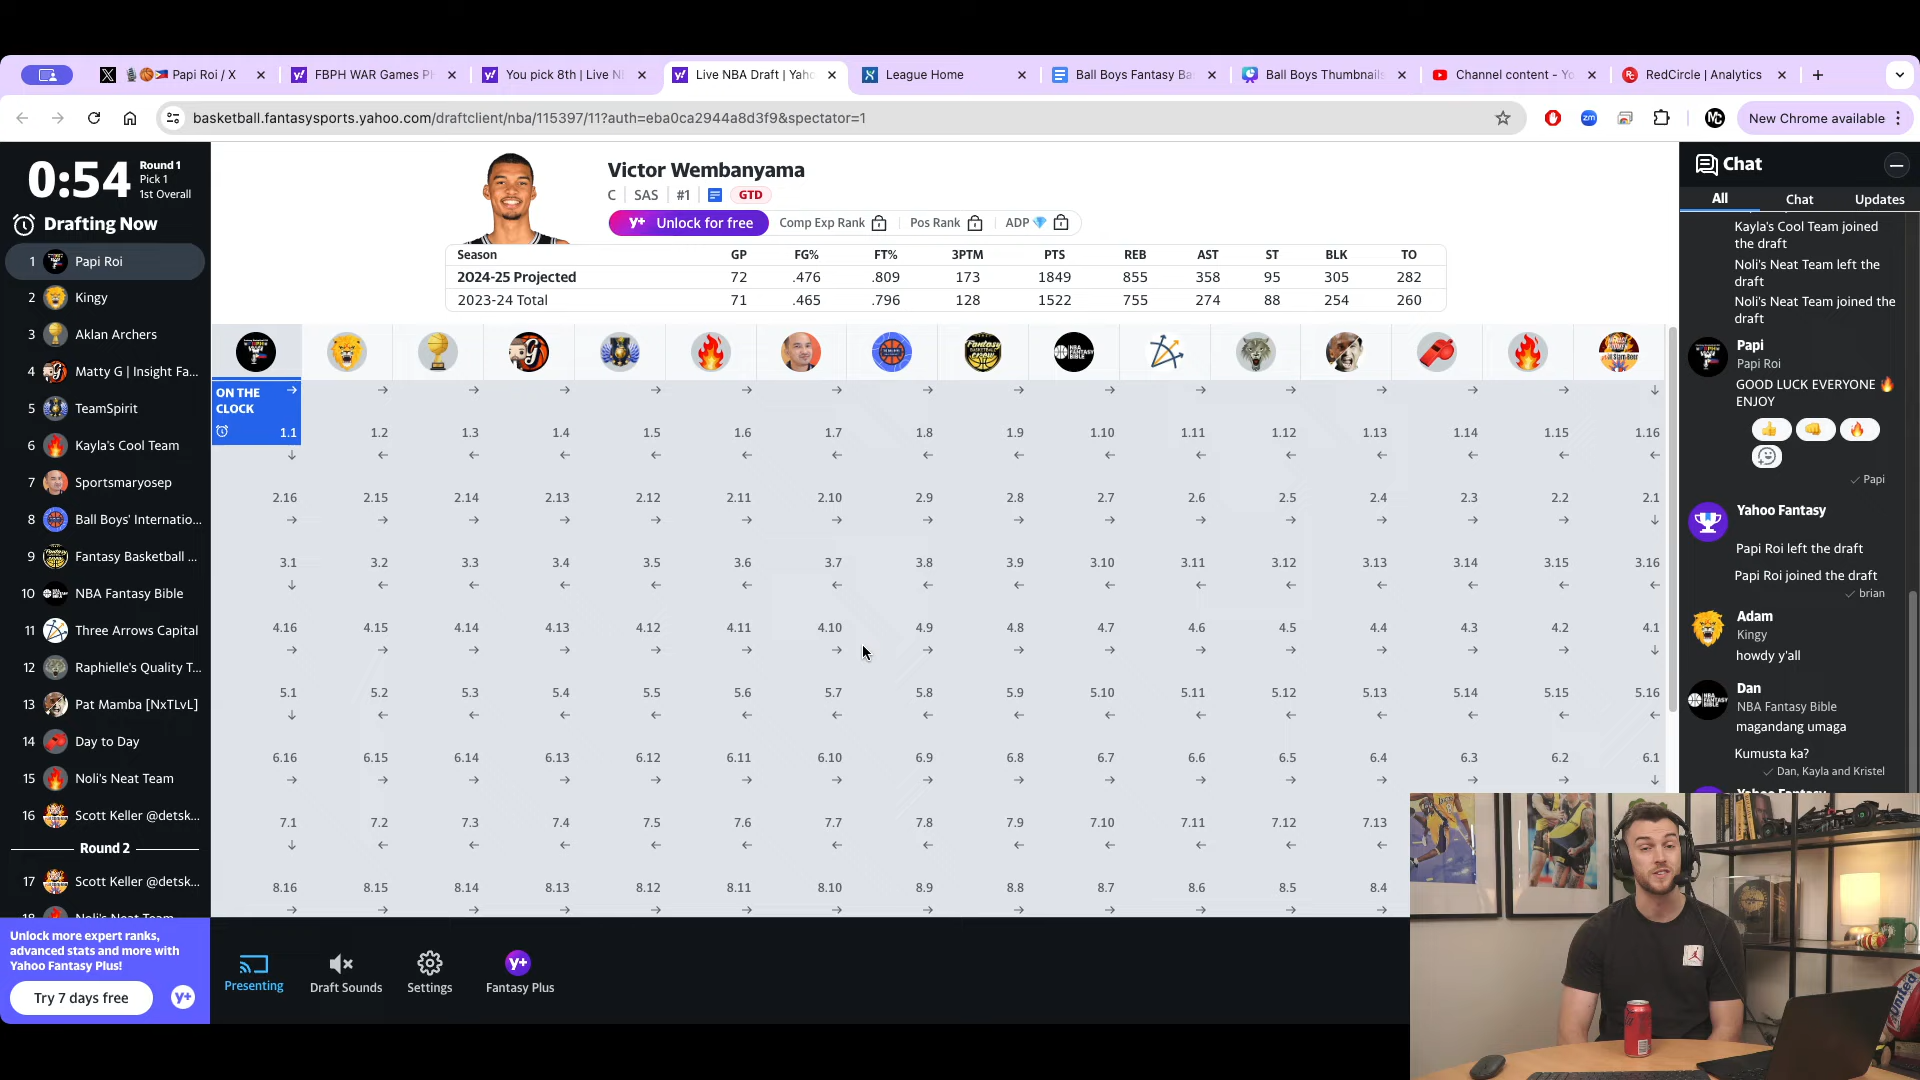 Papi Roi / X
FBPH WAR Games P
You pick 8th | Live N
Live NBA Draft | Yaho
League Home
Ball Boys Fantasy Ba
Ball Boys Thumbnails
Channel content - Yo
RedCircle | Analytics
basketball.fantasysports.yahoo.com/draftclient/nba/115397/11?auth=eba0ca2944a8d3f9&spectator=1
New Chrome available
0:54
Round 1
Pick 1
1st Overall
Drafting Now
1 Papi Roi
2 Kingy
3 Aklan Archers
4 Matty G | Insight Fa...
5 TeamSpirit
6 Kayla's Cool Team
7 Sportsmaryosep
8 Ball Boys' Internatio...
9 Fantasy Basketball ...
10 NBA Fantasy Bible
11 Three Arrows Capital
12 Raphielle's Quality T...
13 Pat Mamba [NxTLvL]
14 Day to Day
15 Noli's Neat Team
16 Scott Keller @detsk...
Round 2
17 Scott Keller @detsk...
18 Noli's Neat Team
Unlock more expert ranks,
advanced stats and more with
Yahoo Fantasy Plus!
Try 7 days free
y+
Victor Wembanyama
C | SAS | #1 | GTD
y+ Unlock for free Comp Exp Rank | Pos Rank | ADP
Season GP FG% FT% 3PTM PTS REB AST ST BLK TO
2024-25 Projected 72 .476 .809 173 1849 855 358 95 305 282
2023-24 Total 71 .465 .796 128 1522 755 274 88 254 260
ON THE → → → → → → → → → → → → → → → ↓
CLOCK
1.1 1.2 1.3 1.4 1.5 1.6 1.7 1.8 1.9 1.10 1.11 1.12 1.13 1.14 1.15 1.16
↓ ← ← ← ← ← ← ← ← ← ← ← ← ← ← ←
2.16 2.15 2.14 2.13 2.12 2.11 2.10 2.9 2.8 2.7 2.6 2.5 2.4 2.3 2.2 2.1
→ → → → → → → → → → → → → → → ↓
3.1 3.2 3.3 3.4 3.5 3.6 3.7 3.8 3.9 3.10 3.11 3.12 3.13 3.14 3.15 3.16
↓ ← ← ← ← ← ← ← ← ← ← ← ← ← ← ←
4.16 4.15 4.14 4.13 4.12 4.11 4.10 4.9 4.8 4.7 4.6 4.5 4.4 4.3 4.2 4.1
→ → → → → → → → → → → → → → → ↓
5.1 5.2 5.3 5.4 5.5 5.6 5.7 5.8 5.9 5.10 5.11 5.12 5.13 5.14 5.15 5.16
↓ ← ← ← ← ← ← ← ← ← ← ← ← ← ← ←
6.16 6.15 6.14 6.13 6.12 6.11 6.10 6.9 6.8 6.7 6.6 6.5 6.4 6.3 6.2 6.1
→ → → → → → → → → → → → → → → ↓
7.1 7.2 7.3 7.4 7.5 7.6 7.7 7.8 7.9 7.10 7.11 7.12 7.13
↓ ← ← ← ← ← ← ← ← ← ← ← ←
8.16 8.15 8.14 8.13 8.12 8.11 8.10 8.9 8.8 8.7 8.6 8.5 8.4
→ → → → → → → → → → → → →
Presenting
Draft Sounds
Settings
Fantasy Plus
Chat
All Chat Updates
Kayla's Cool Team joined
the draft
Noli's Neat Team left the
draft
Noli's Neat Team joined the
draft
Papi
Papi Roi
GOOD LUCK EVERYONE 🔥
ENJOY
✓ Papi
Yahoo Fantasy
Papi Roi left the draft
Papi Roi joined the draft
✓ brian
Adam
Kingy
howdy y'all
Dan
NBA Fantasy Bible
magandang umaga
Kumusta ka?
✓ Dan, Kayla and Kristel
Yahoo Fantasy